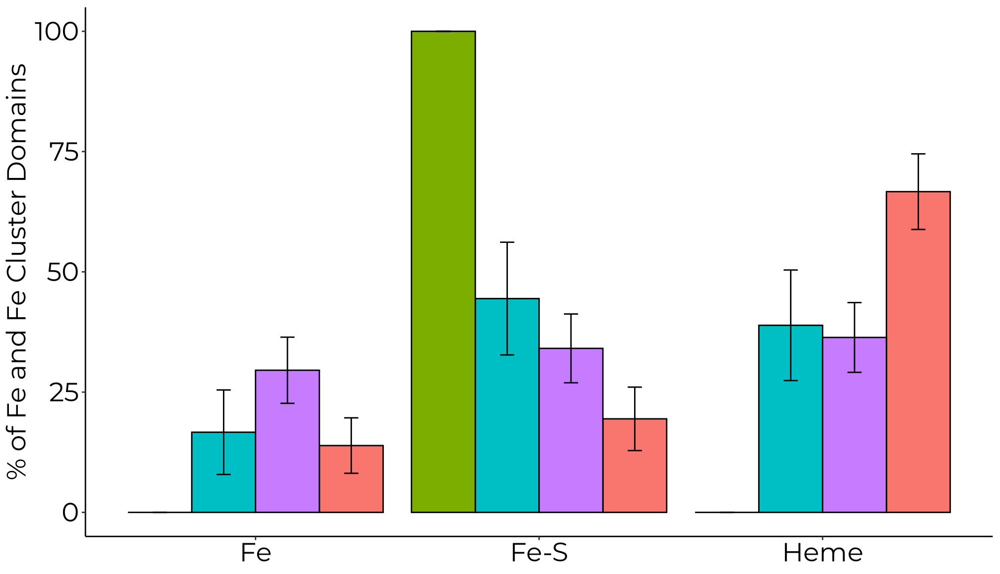 % of Fe and Fe Cluster Domains
100
75
50
25
0
Fe
Fe-S
Heme